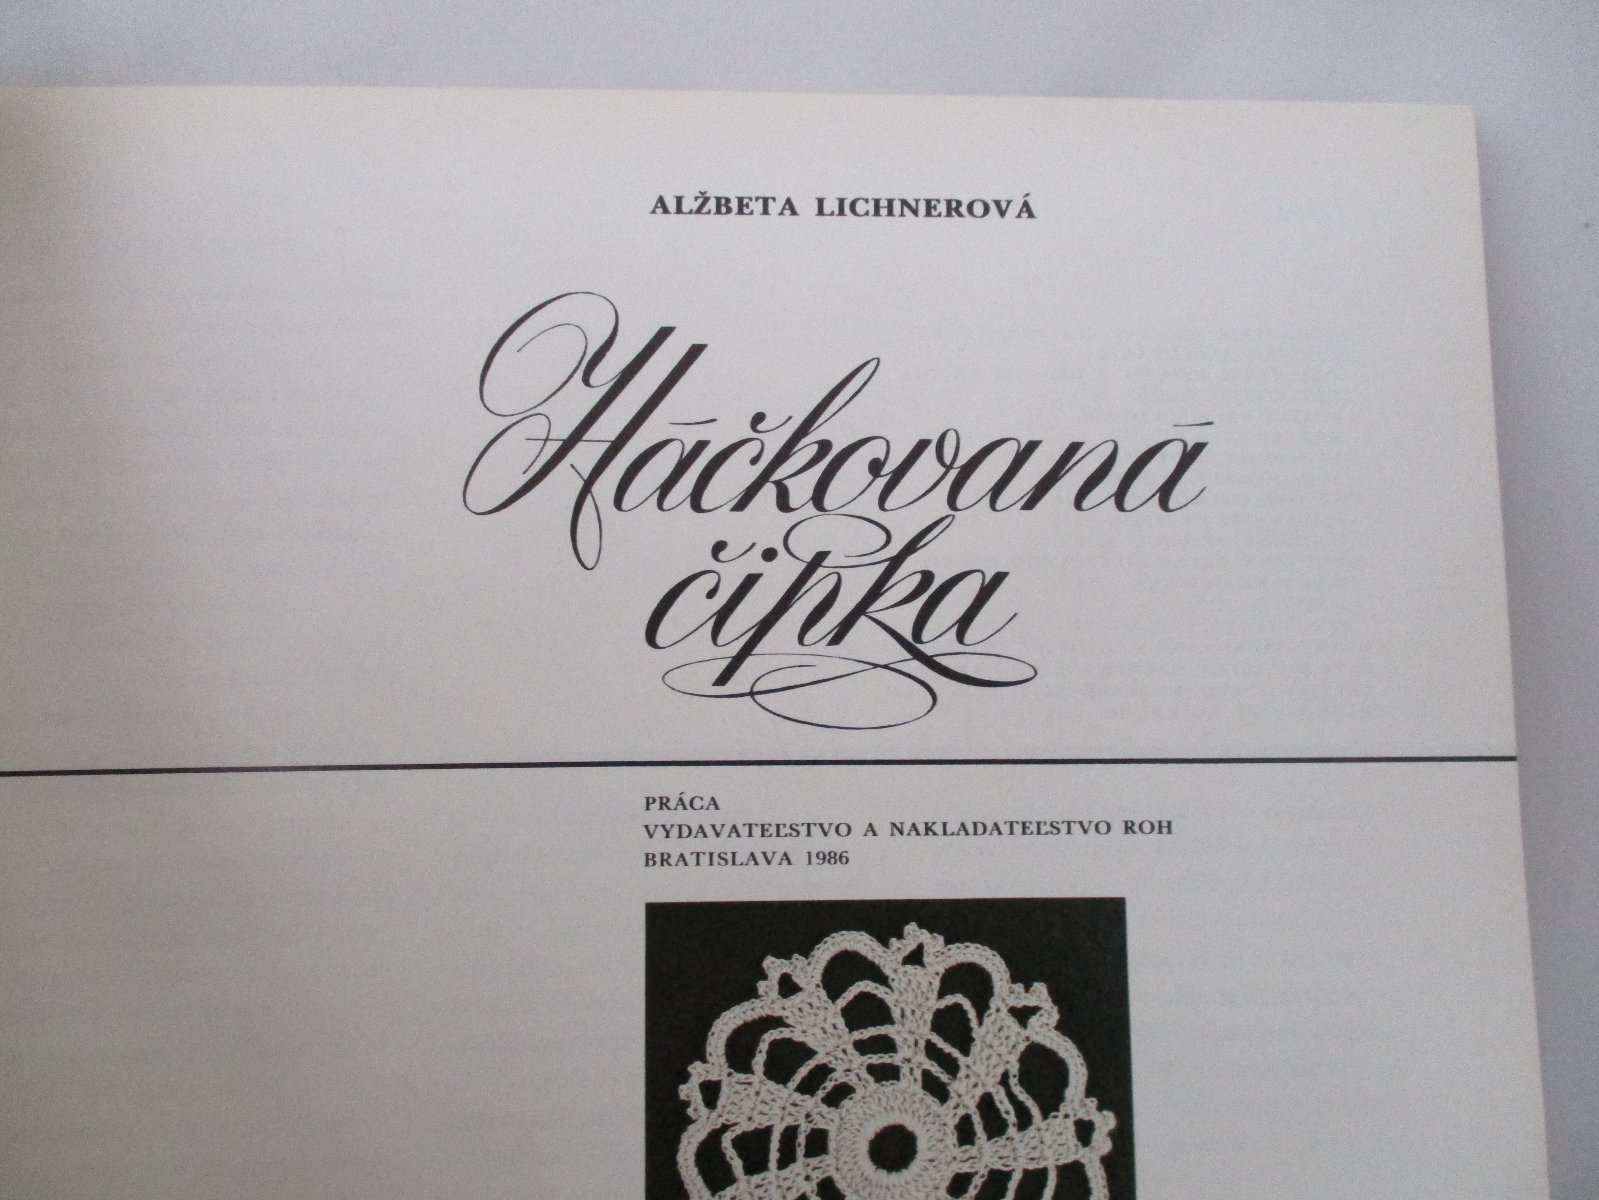 ALŽBETA LICHNEROVÁ
Háčkovaná
čipka
PRÁCA
VYDAVATEĽSTVO A NAKLADATEĽSTVO ROH
BRATISLAVA 1986